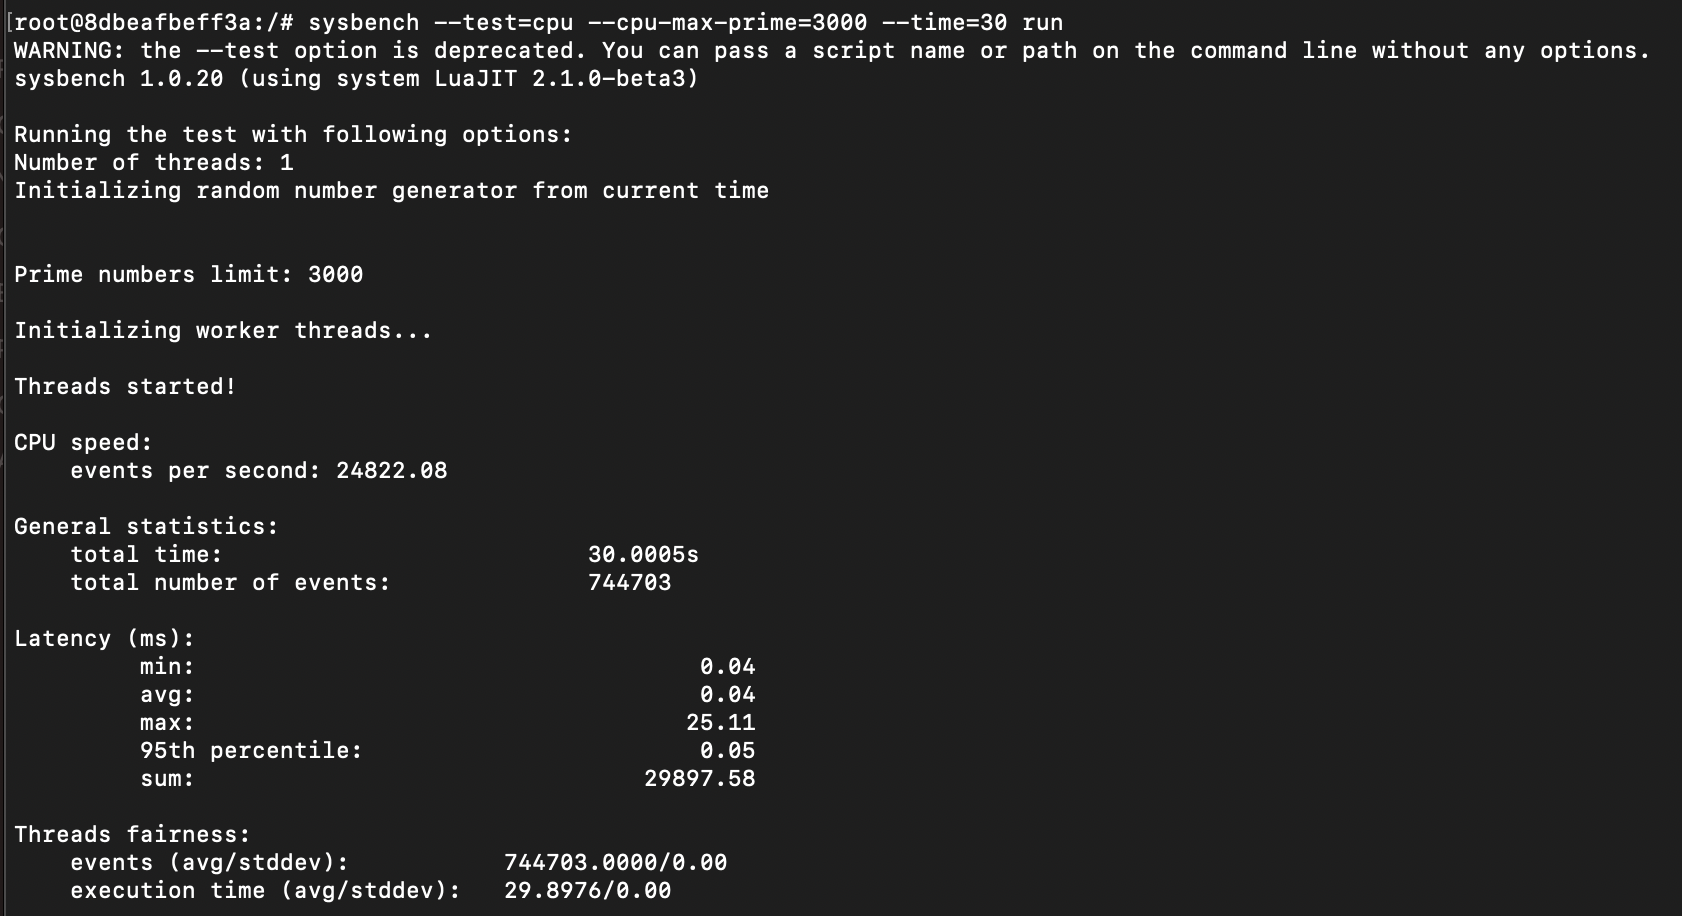 [root@8dbeafbeff3a:/# sysbench --test=cpu --cpu-max-prime=3000 --time=30 run
WARNING: the --test option is deprecated. You can pass a script name or path on the command line without any options.
sysbench 1.0.20 (using system LuaJIT 2.1.0-beta3)
Running the test with following options:
Number of threads: 1
Initializing random number generator from current time
Prime numbers limit: 3000
Initializing worker threads...
Threads started!
CPU speed:
events per second: 24822.08
General statistics:
total time: 30.0005s
total number of events: 744703
Latency (ms):
min: 0.04
avg: 0.04
max: 25.11
95th percentile: 0.05
sum: 29897.58
Threads fairness:
events (avg/stddev): 744703.0000/0.00
execution time (avg/stddev): 29.8976/0.00